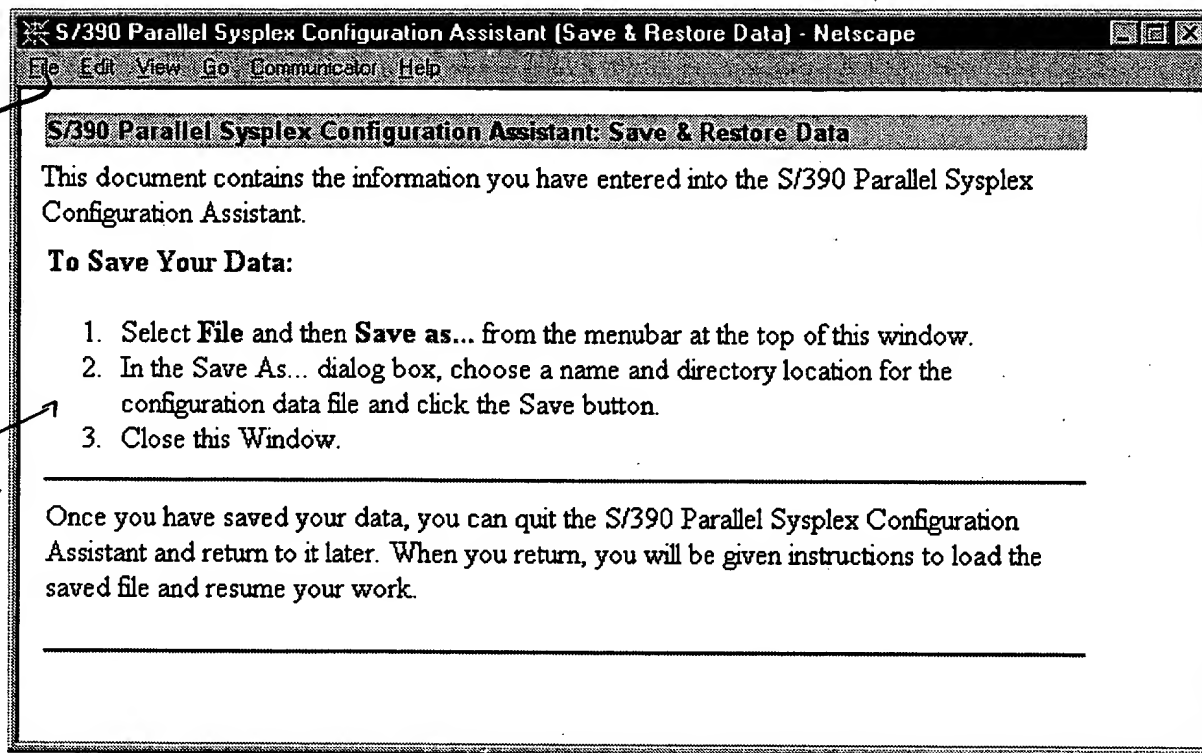 S/390 Parallel Sysplex Configuration Assistant (Save & Restore Data) - Netscape
File Edit View Go Communicator Help
S/390 Parallel Sysplex Configuration Assistant: Save & Restore Data
This document contains the information you have entered into the S/390 Parallel Sysplex
Configuration Assistant.
To Save Your Data:
1. Select File and then Save as... from the menubar at the top of this window.
2. In the Save As... dialog box, choose a name and directory location for the
configuration data file and click the Save button.
3. Close this Window.
Once you have saved your data, you can quit the S/390 Parallel Sysplex Configuration
Assistant and return to it later. When you return, you will be given instructions to load the
saved file and resume your work.